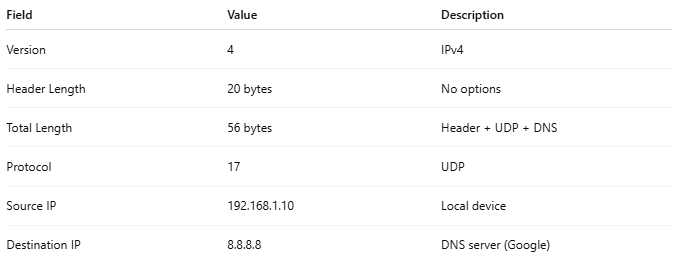 Field Value Description
Version 4 IPv4
Header Length 20 bytes No options
Total Length 56 bytes Header + UDP + DNS
Protocol 17 UDP
Source IP 192.168.1.10 Local device
Destination IP 8.8.8.8 DNS server (Google)